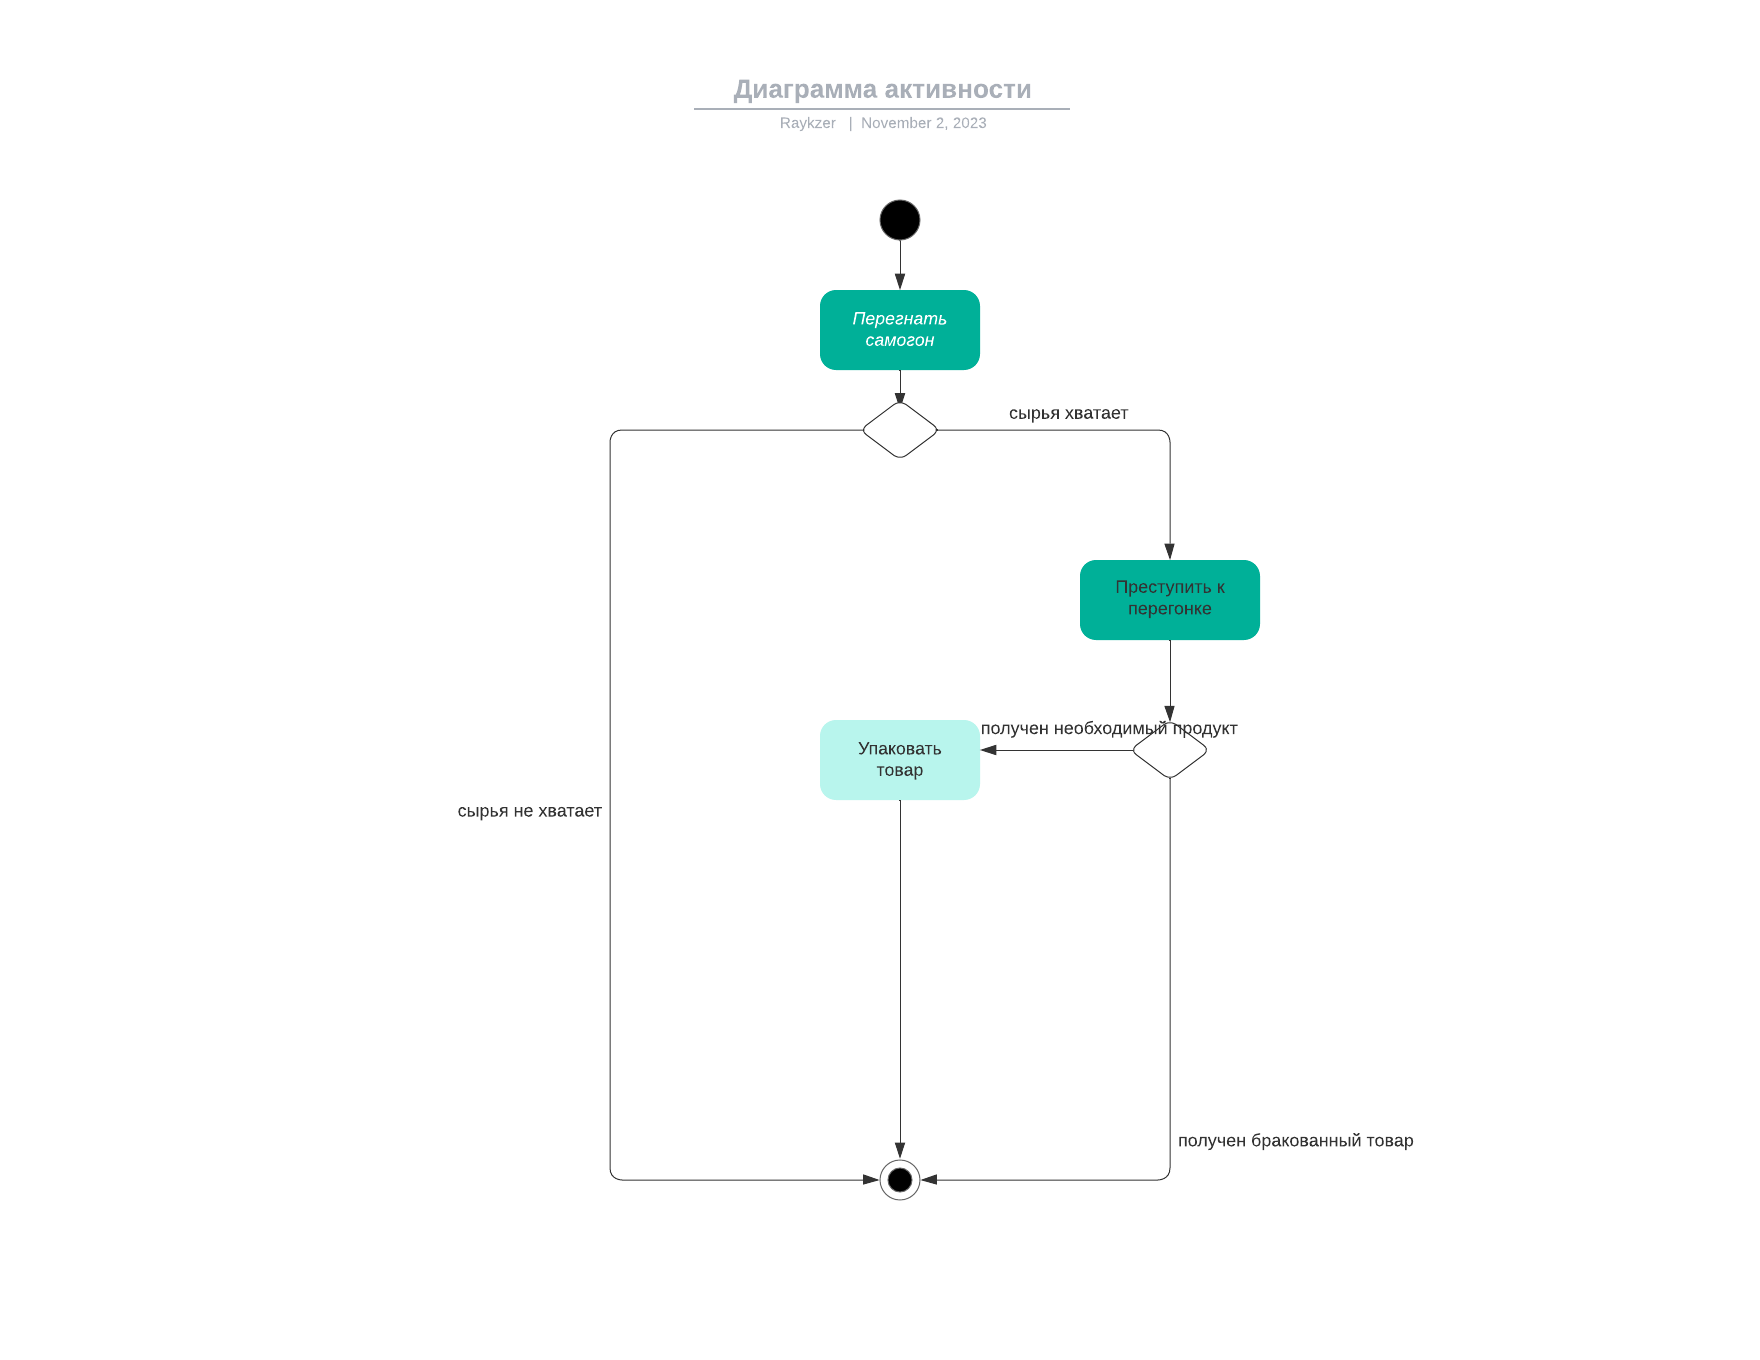 Диаграмма активности
Raykzer | November 2, 2023
Перегнать
самогон
сырья хватает
Преступить к
перегонке
получен необходимый продукт
Упаковать
товар
сырья не хватает
получен бракованный товар